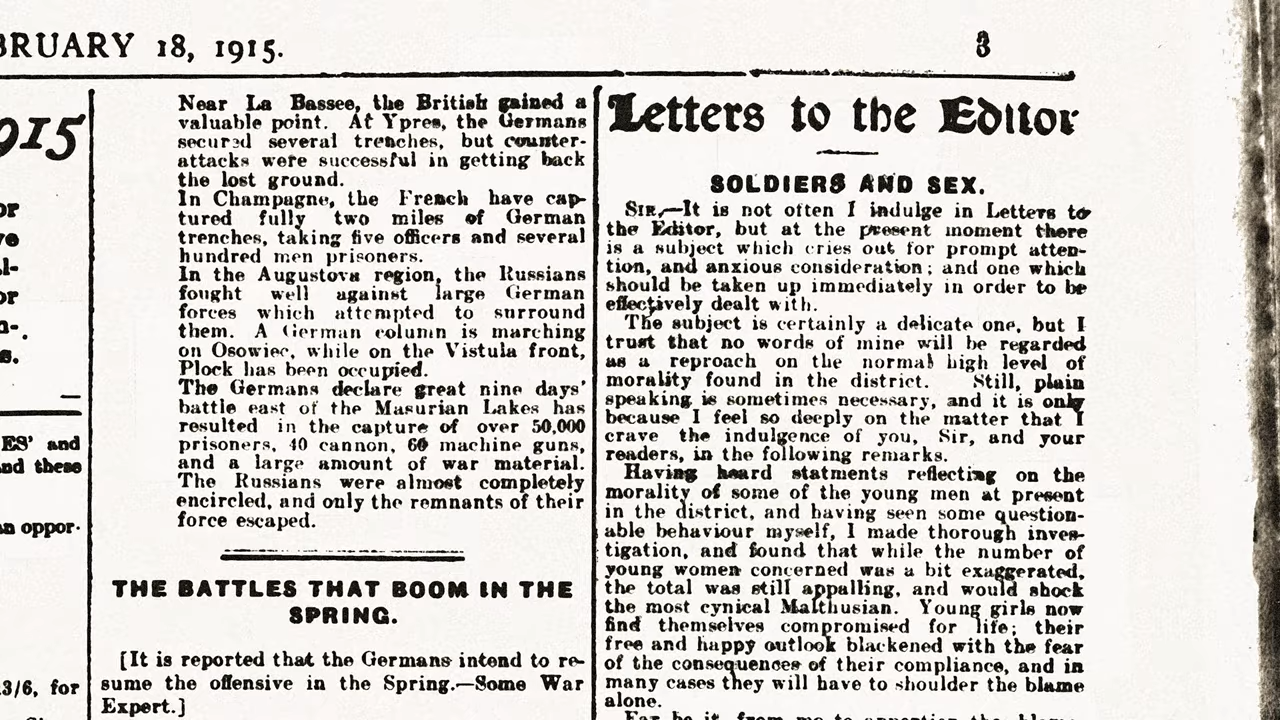 BRUARY 18, 1915.
3
915
or
ve
l-
or
n-.
s.
ES' and
nd these
n oppor-
3/6, for
Near La Bassee, the British gained a
valuable point. At Ypres, the Germans
secured several trenches, but counter-
attacks were successful in getting back
the lost ground.
In Champagne, the French have cap-
tured fully two miles of German
trenches, taking five officers and several
hundred men prisoners.
In the Augustova region, the Russians
fought well against large German
forces which attempted to surround
them. A German column is marching
on Osowiec, while on the Vistula front,
Plock has been occupied.
The Germans declare great nine days'
battle east of the Masurian Lakes has
resulted in the capture of over 50,000
prisoners, 40 cannon, 60 machine guns,
and a large amount of war material.
The Russians were almost completely
encircled, and only the remnants of their
force escaped.
THE BATTLES THAT BOOM IN THE
SPRING.
[It is reported that the Germans intend to re-
sume the offensive in the Spring.—Some War
Expert.]
Letters to the Editor
SOLDIERS AND SEX.
SIR,—It is not often I indulge in Letters to
the Editor, but at the present moment there
is a subject which cries out for prompt atten-
tion, and anxious consideration; and one which
should be taken up immediately in order to be
effectively dealt with.
The subject is certainly a delicate one, but I
trust that no words of mine will be regarded
as a reproach on the normal high level of
morality found in the district. Still, plain
speaking is sometimes necessary, and it is only
because I feel so deeply on the matter that I
crave the indulgence of you, Sir, and your
readers, in the following remarks.
Having heard statments reflecting on the
morality of some of the young men at present
in the district, and having seen some question-
able behaviour myself, I made thorough inves-
tigation, and found that while the number of
young women concerned was a bit exaggerated,
the total was still appalling, and would shock
the most cynical Malthusian. Young girls now
find themselves compromised for life; their
free and happy outlook blackened with the fear
of the consequences of their compliance, and in
many cases they will have to shoulder the blame
alone.
Far be it from me to apportion the blame